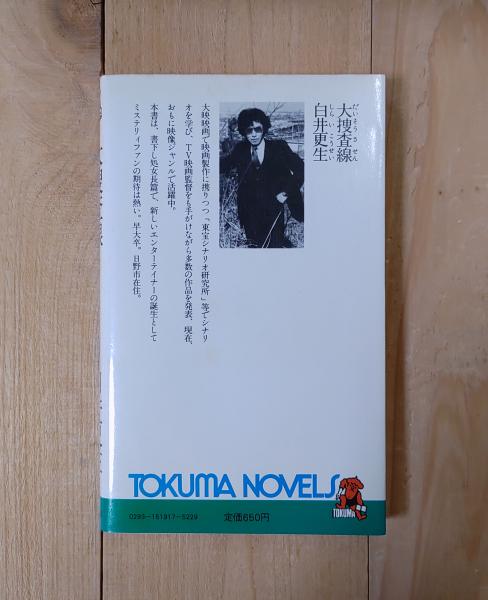 大捜査線
だいそうさせん
白井更生
しらいこうせい
大映映画で映画製作に携りつつ「東宝シナリオ研究所」等でシナリ
オを学び、TV映画監督をも手がけながら多数の作品を発表、現在、
おもに映像ジャンルで活躍中。
本書は、書下し処女長篇で、新しいエンターテイナーの誕生として
ミステリィファンの期待は熱い。早大卒。日野市在住。
TOKUMA NOVELS
TOKUMA
0293-151917-5229
定価650円